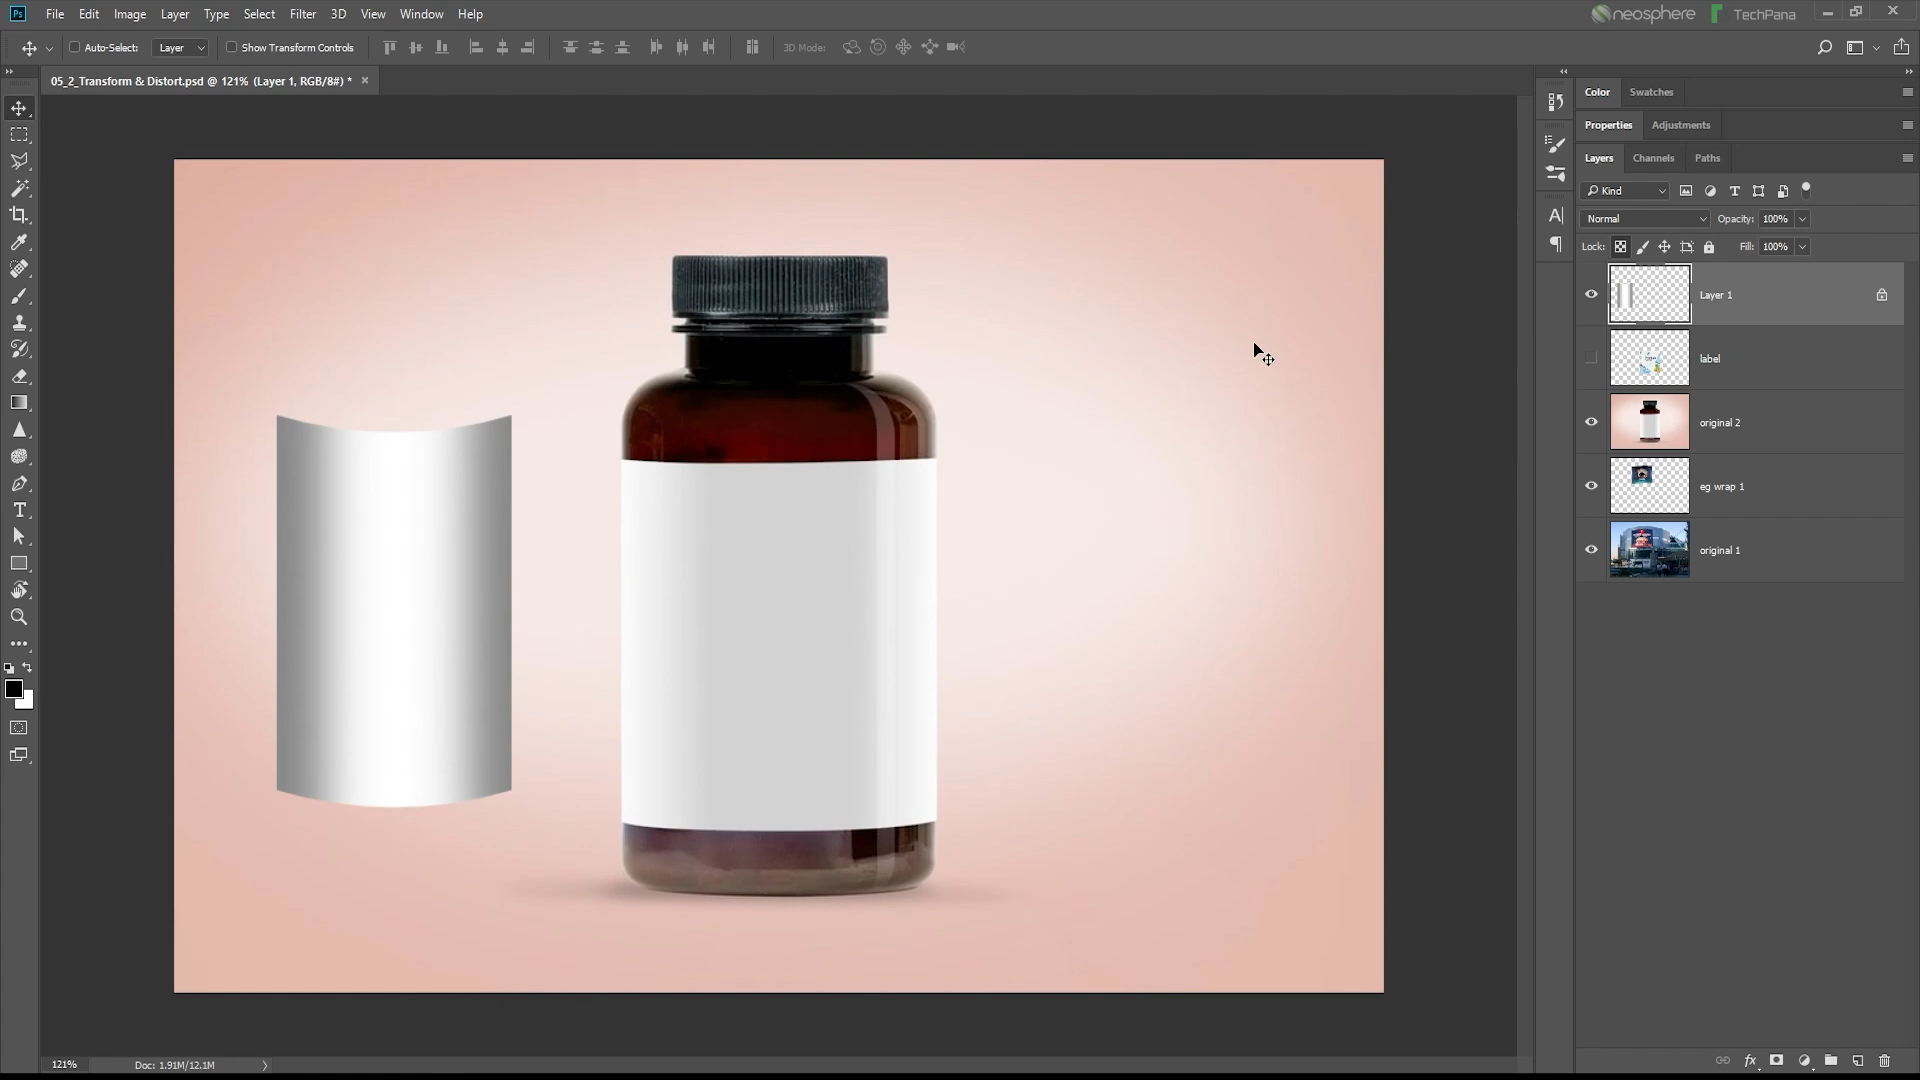 Ps File Edit Image Layer Type Select Filter 3D View Window Help neosphere TechPana
Auto-Select: Layer Show Transform Controls 3D Mode:
05_2_Transform & Distort.psd @ 121% (Layer 1, RGB/8#) *
Color Swatches
Properties Adjustments
Layers Channels Paths
Kind
Normal Opacity: 100%
Lock: Fill: 100%
Layer 1
label
original 2
eg wrap 1
original 1
121% Doc: 1.91M/12.1M